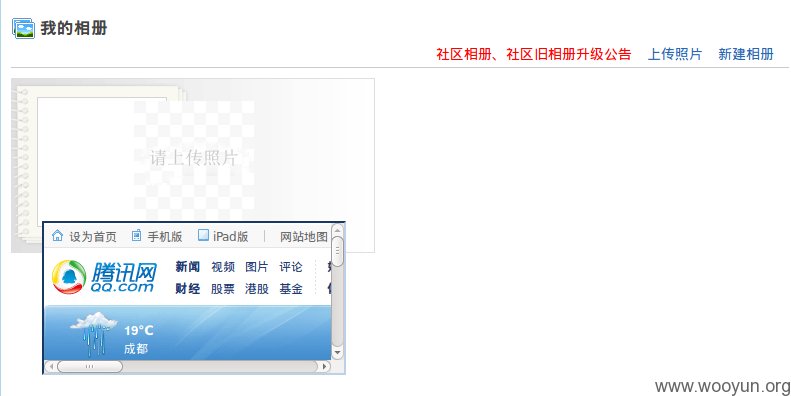 我的相册
社区相册、社区旧相册升级公告 上传照片 新建相册
请上传照片
设为首页 手机版 iPad版 网站地图
腾讯网
QQ.com
新闻 视频 图片 评论
财经 股票 港股 基金
19°C
成都
www.wooyun.org